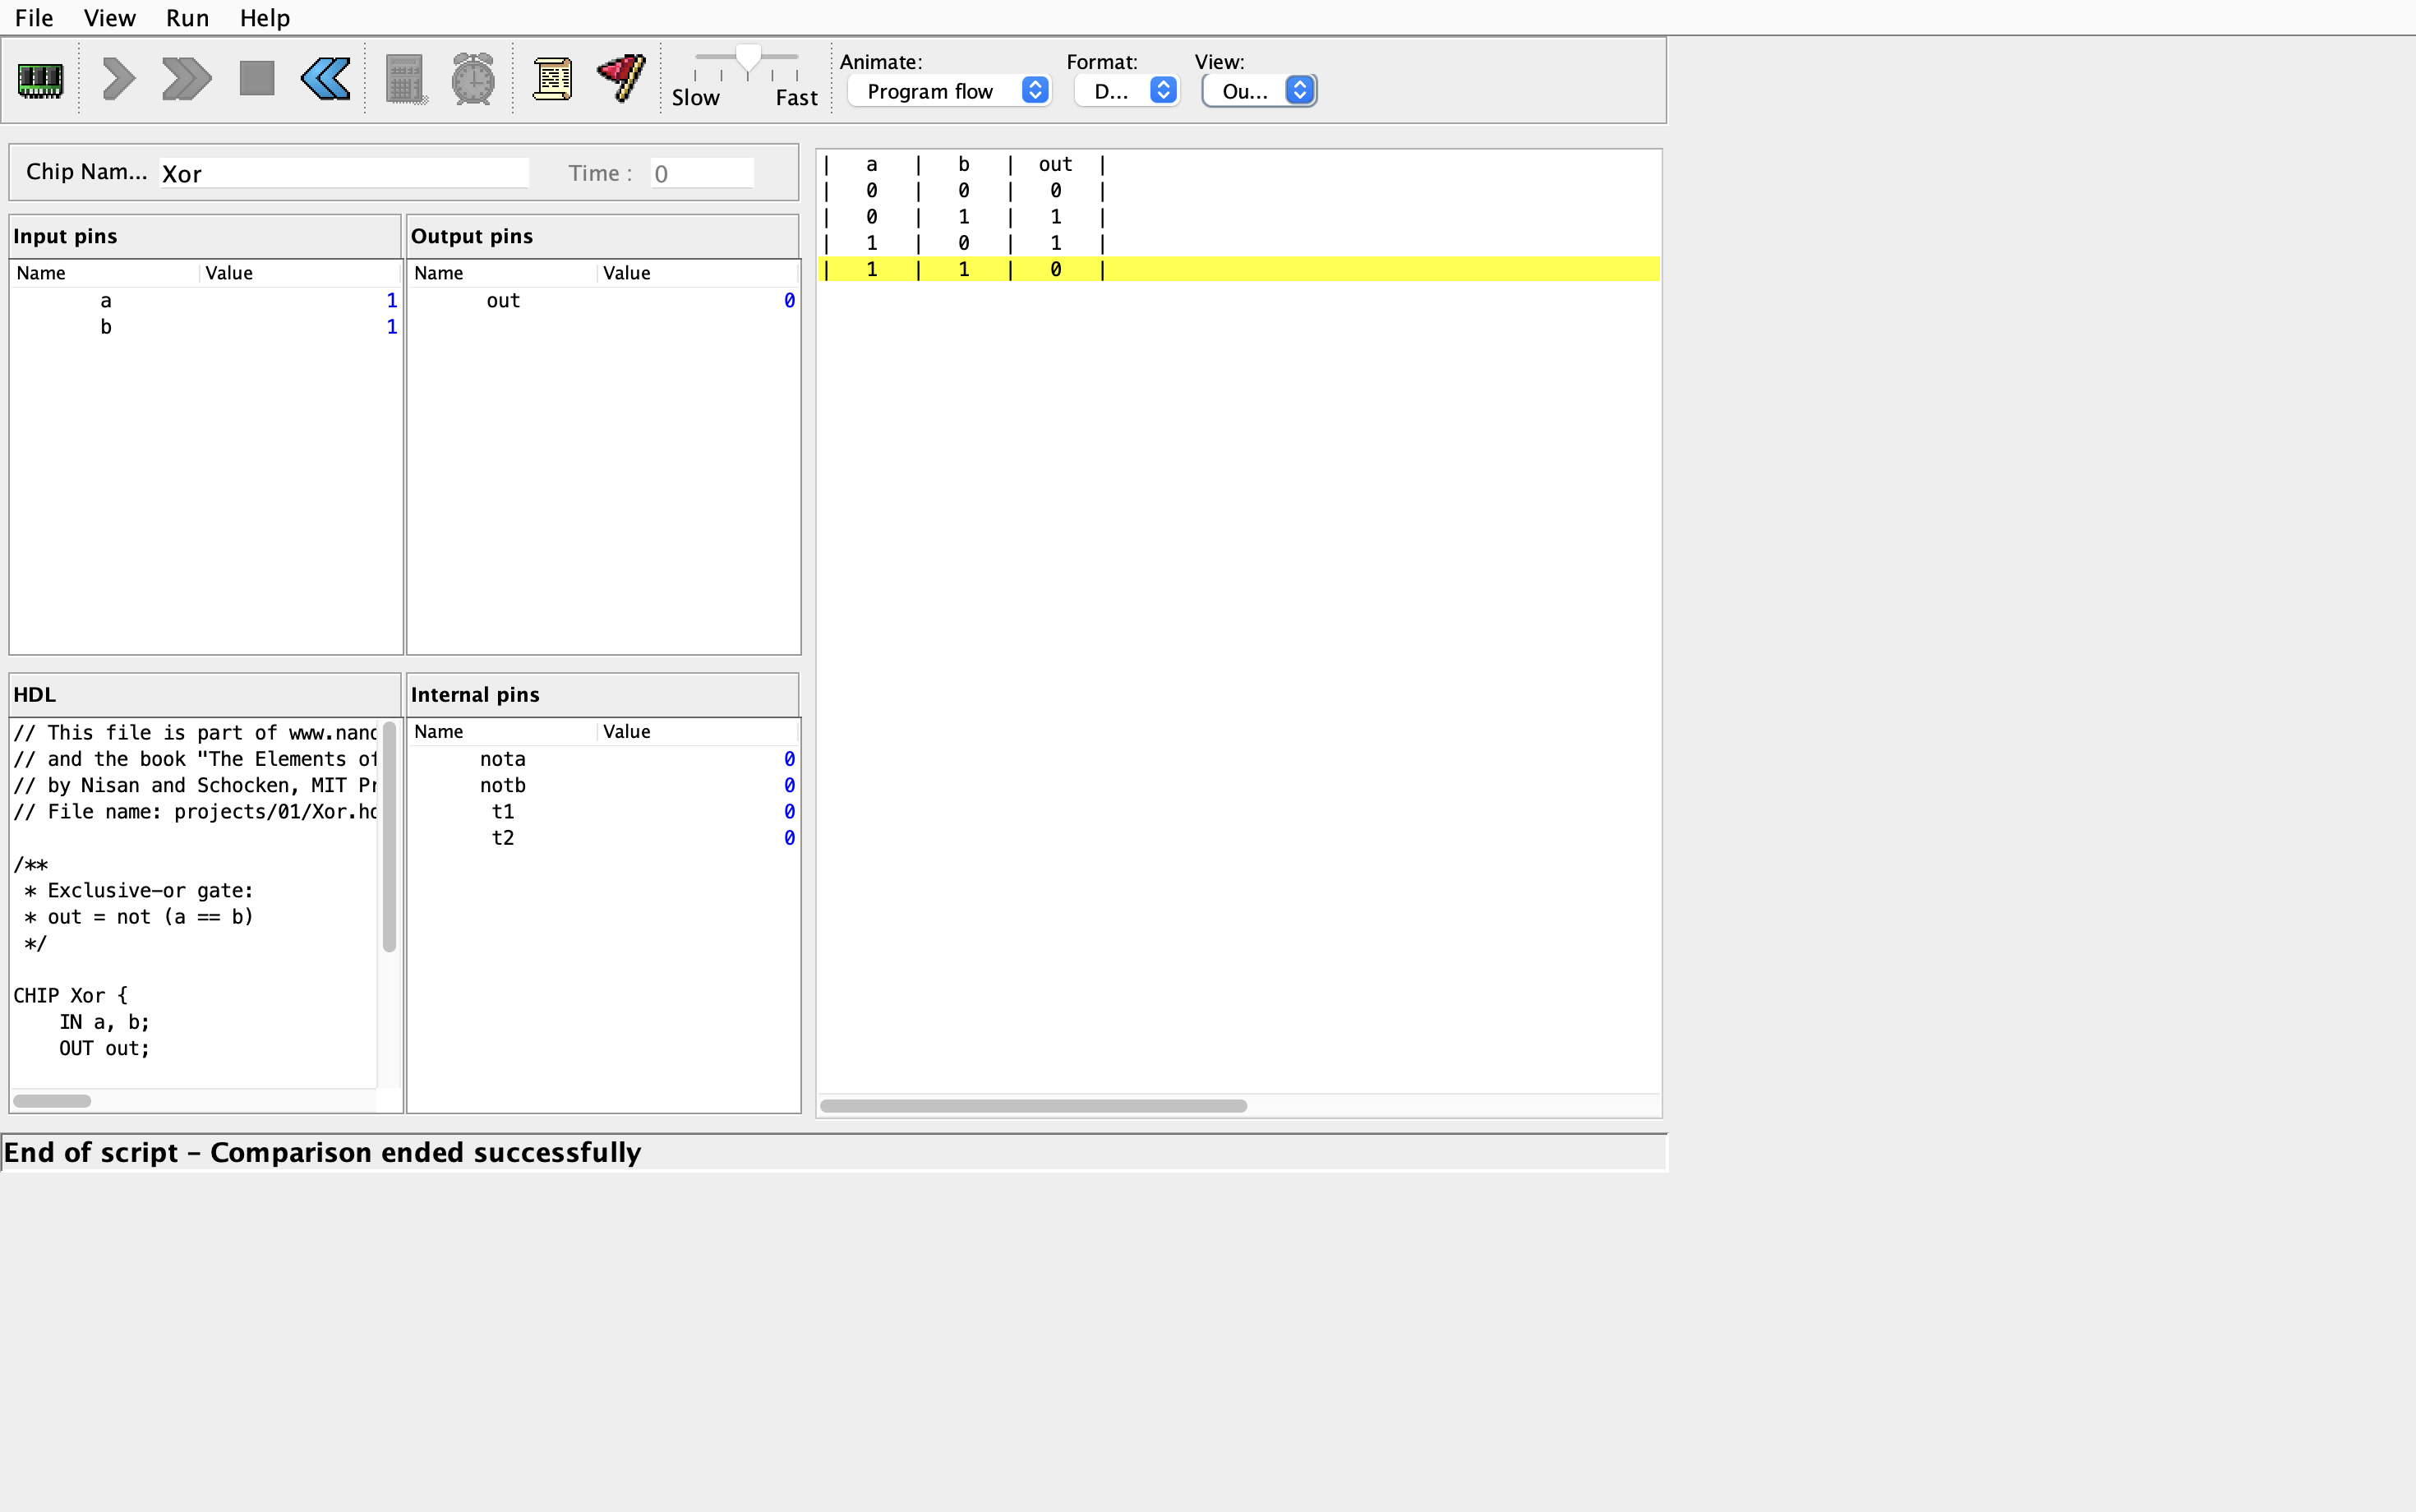 File View Run Help
Animate: Format: View:
Slow Fast Program flow D... Ou...
Chip Nam... Xor Time : 0
Input pins
Name Value
a 1
b 1
Output pins
Name Value
out 0
| a | b | out |
| 0 | 0 | 0 |
| 0 | 1 | 1 |
| 1 | 0 | 1 |
| 1 | 1 | 0 |
HDL
// This file is part of www.nand
// and the book "The Elements of
// by Nisan and Schocken, MIT Pr
// File name: projects/01/Xor.hd
/**
* Exclusive-or gate:
* out = not (a == b)
*/
CHIP Xor {
IN a, b;
OUT out;
Internal pins
Name Value
nota 0
notb 0
t1 0
t2 0
End of script - Comparison ended successfully